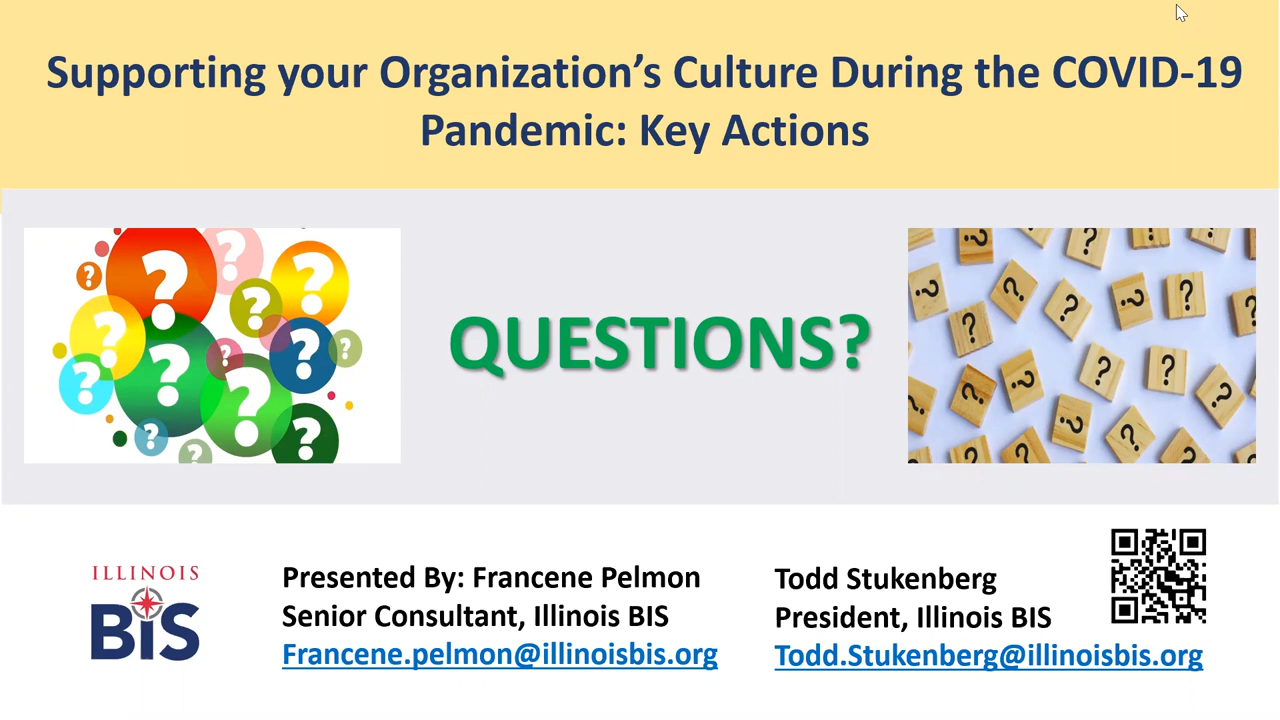 Supporting your Organization's Culture During the COVID-19
Pandemic: Key Actions
QUESTIONS?
ILLINOIS
BIS
Presented By: Francene Pelmon
Senior Consultant, Illinois BIS
Francene.pelmon@illinoisbis.org
Todd Stukenberg
President, Illinois BIS
Todd.Stukenberg@illinoisbis.org